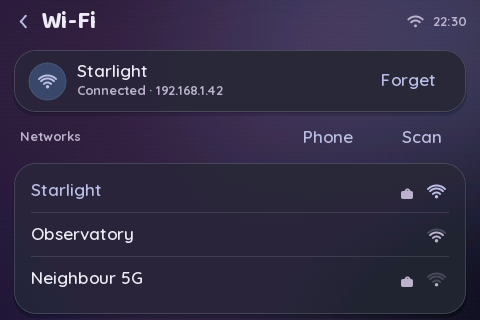 Wi-Fi
22:30
Starlight
Connected · 192.168.1.42
Forget
Networks
Phone
Scan
Starlight
Observatory
Neighbour 5G